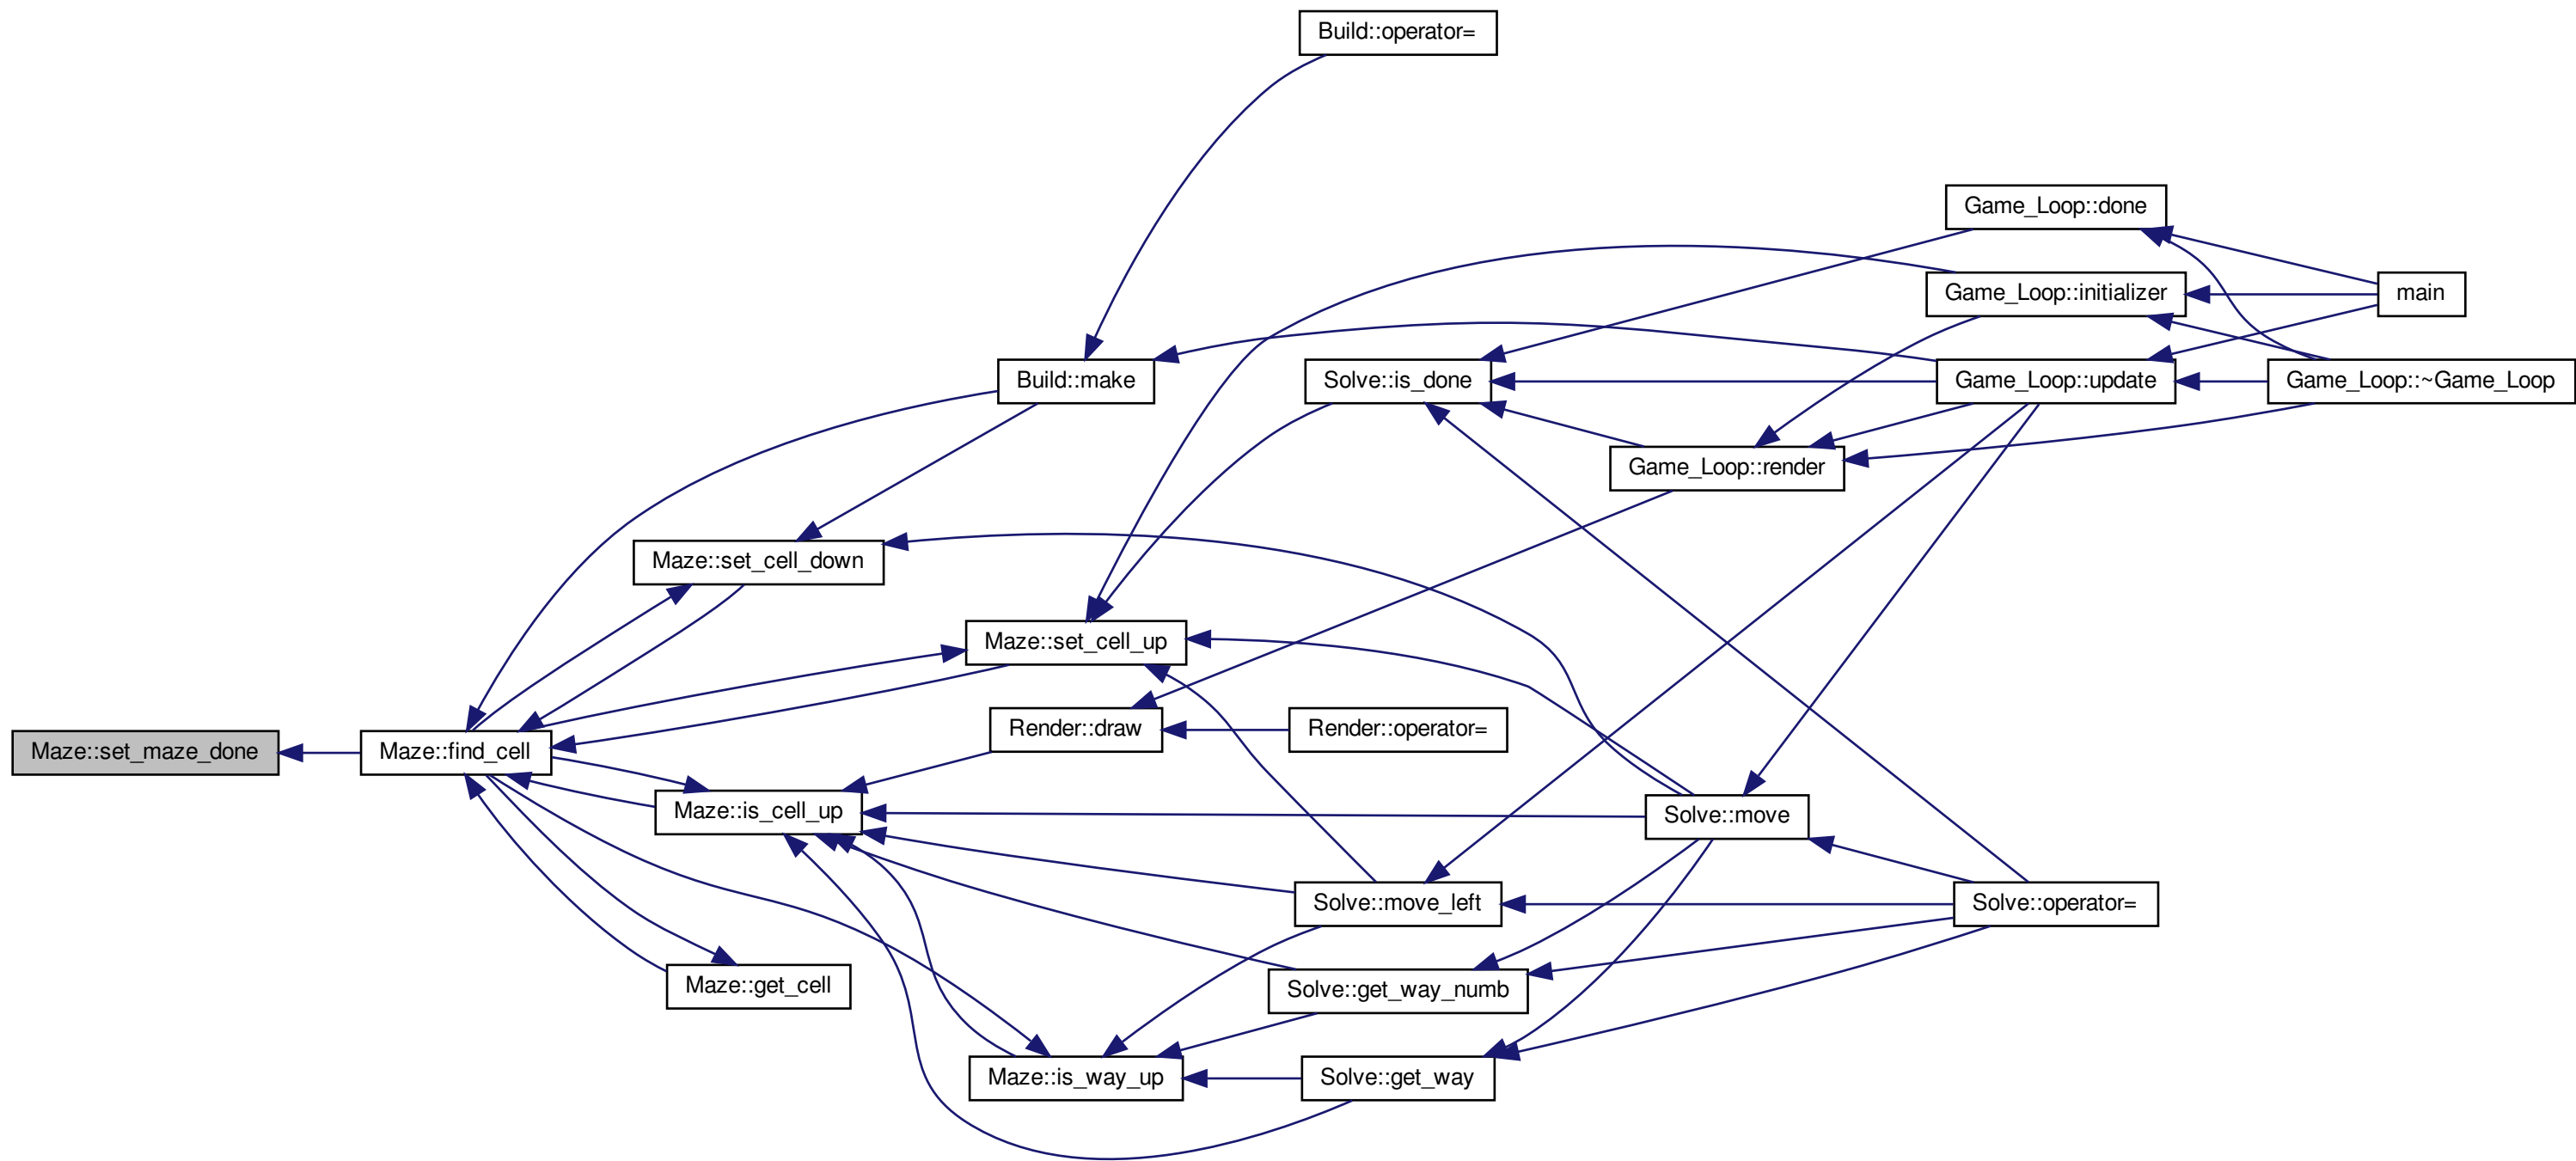 Build::operator=
Game_Loop::done
Game_Loop::initializer
main
Build::make
Solve::is_done
Game_Loop::update
Game_Loop::~Game_Loop
Game_Loop::render
Maze::set_cell_down
Maze::set_cell_up
Render::draw
Render::operator=
Maze::set_maze_done
Maze::find_cell
Maze::is_cell_up
Solve::move
Solve::move_left
Solve::operator=
Maze::get_cell
Solve::get_way_numb
Maze::is_way_up
Solve::get_way